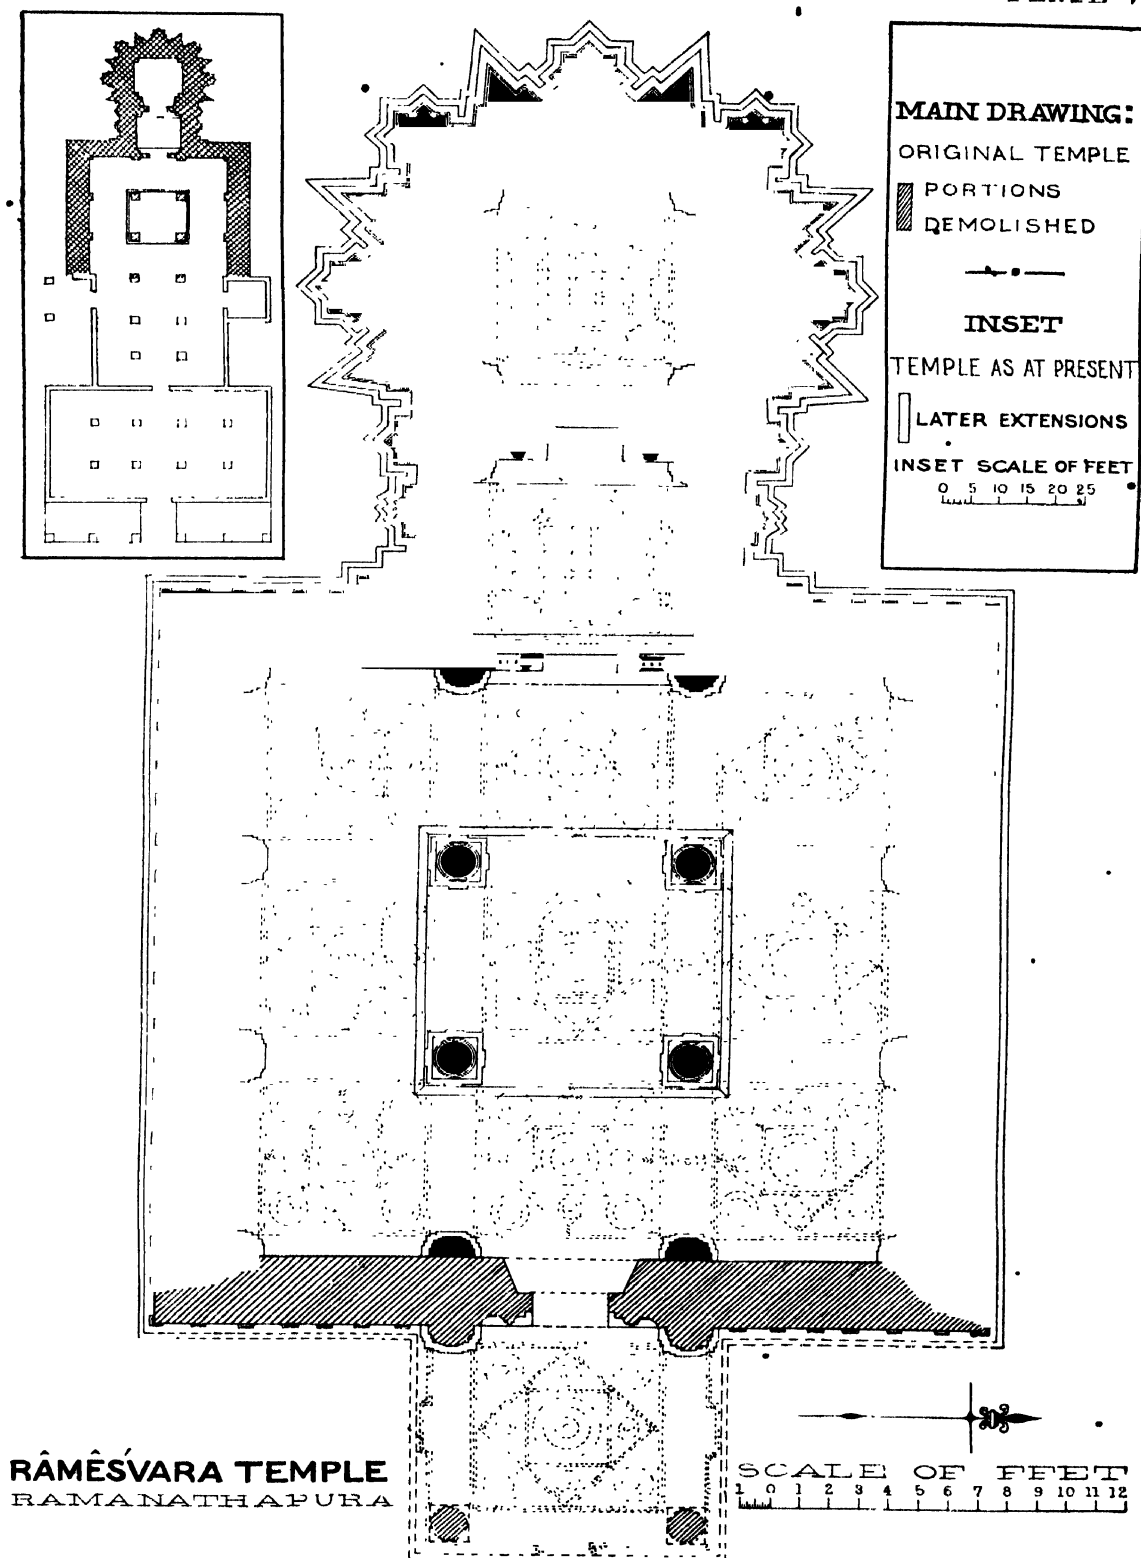 MAIN DRAWING:
ORIGINAL TEMPLE
PORTIONS
DEMOLISHED
INSET
TEMPLE AS AT PRESENT
LATER EXTENSIONS
INSET SCALE OF FEET
0 5 10 15 20 25
RÂMÊŚVARA TEMPLE
RAMANATHAPURA
SCALE OF FEET
1 0 1 2 3 4 5 6 7 8 9 10 11 12